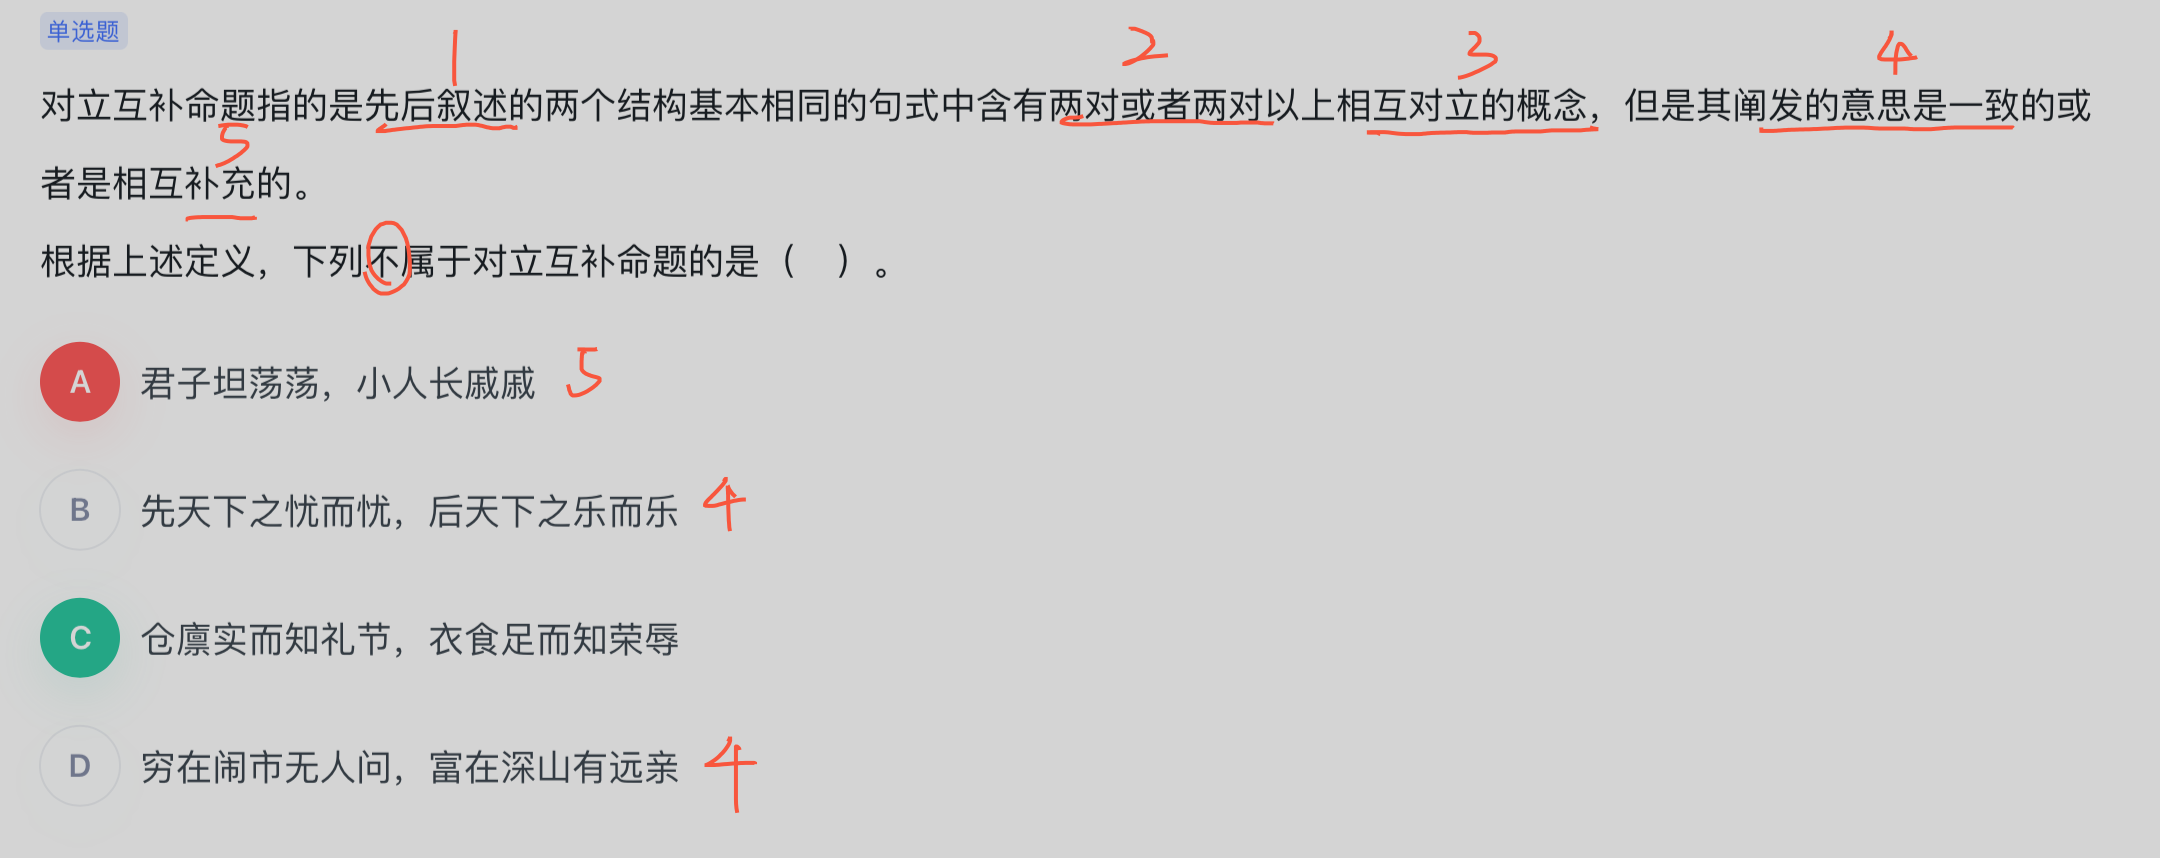 单选题
1 2 3 4
对立互补命题指的是先后叙述的两个结构基本相同的句式中含有两对或者两对以上相互对立的概念，但是其阐发的意思是一致的或
5
者是相互补充的。
根据上述定义，下列不属于对立互补命题的是（ ）。
A 君子坦荡荡，小人长戚戚 5
B 先天下之忧而忧，后天下之乐而乐 4
C 仓廪实而知礼节，衣食足而知荣辱
D 穷在闹市无人问，富在深山有远亲 4